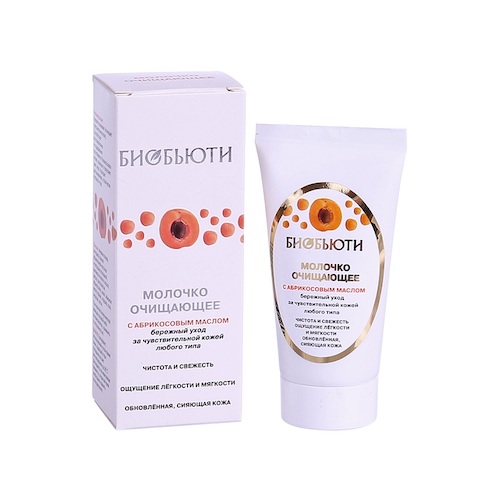 МОЛОЧКО
ОЧИЩАЮЩЕЕ
БИОБЬЮТИ
МОЛОЧКО
ОЧИЩАЮЩЕЕ
С АБРИКОСОВЫМ МАСЛОМ
бережный уход
за чувствительной кожей
любого типа
ЧИСТОТА И СВЕЖЕСТЬ
ОЩУЩЕНИЕ ЛЁГКОСТИ И МЯГКОСТИ
ОБНОВЛЁННАЯ, СИЯЮЩАЯ КОЖА
БИОБЬЮТИ
МОЛОЧКО
ОЧИЩАЮЩЕЕ
С АБРИКОСОВЫМ МАСЛОМ
бережный уход
за чувствительной кожей
любого типа
ЧИСТОТА И СВЕЖЕСТЬ
ОЩУЩЕНИЕ ЛЁГКОСТИ
И МЯГКОСТИ
ОБНОВЛЁННАЯ,
СИЯЮЩАЯ КОЖА